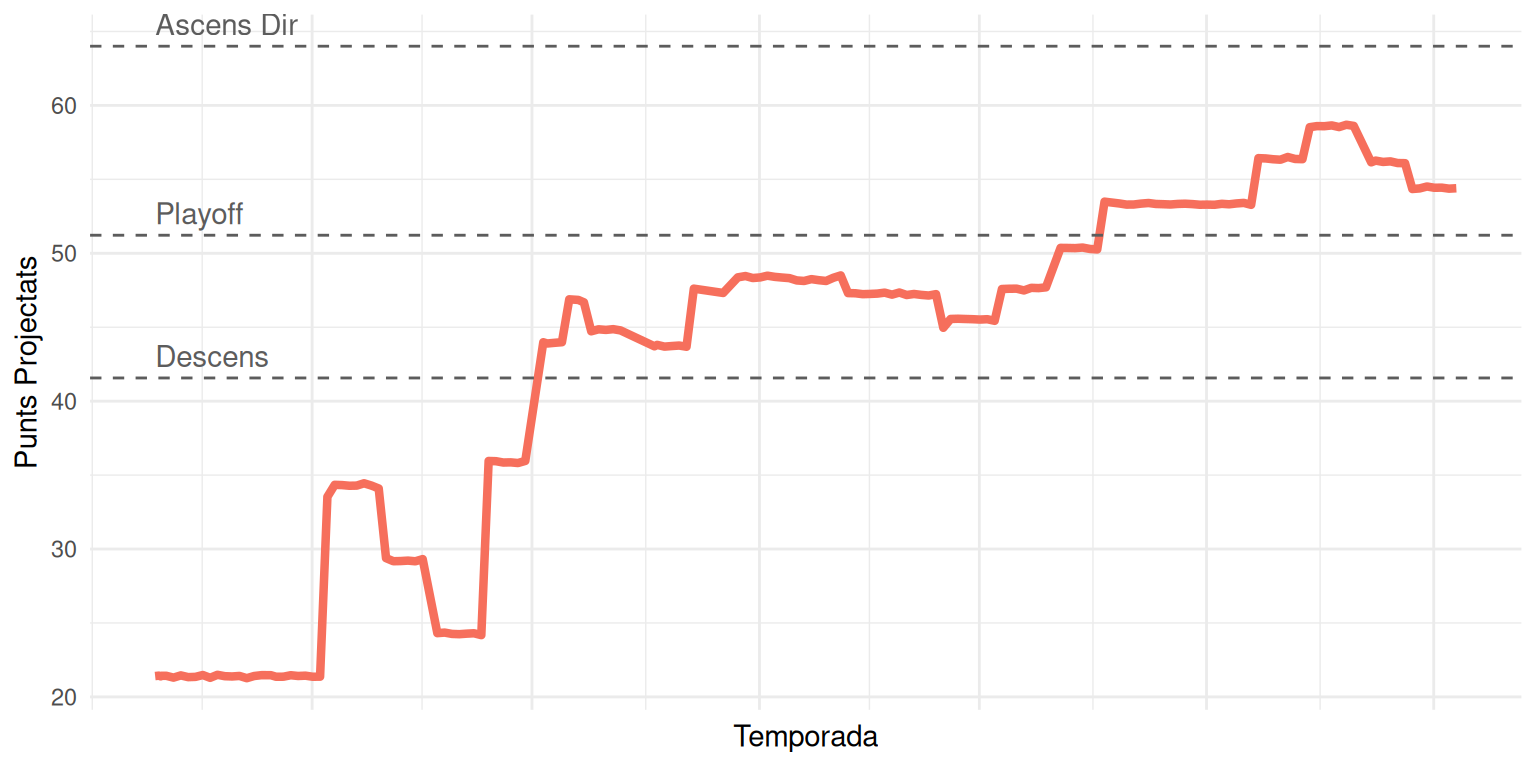 Ascens Dir
60
Playoff
50
Descens
40
30
20
Punts Projectats
Temporada